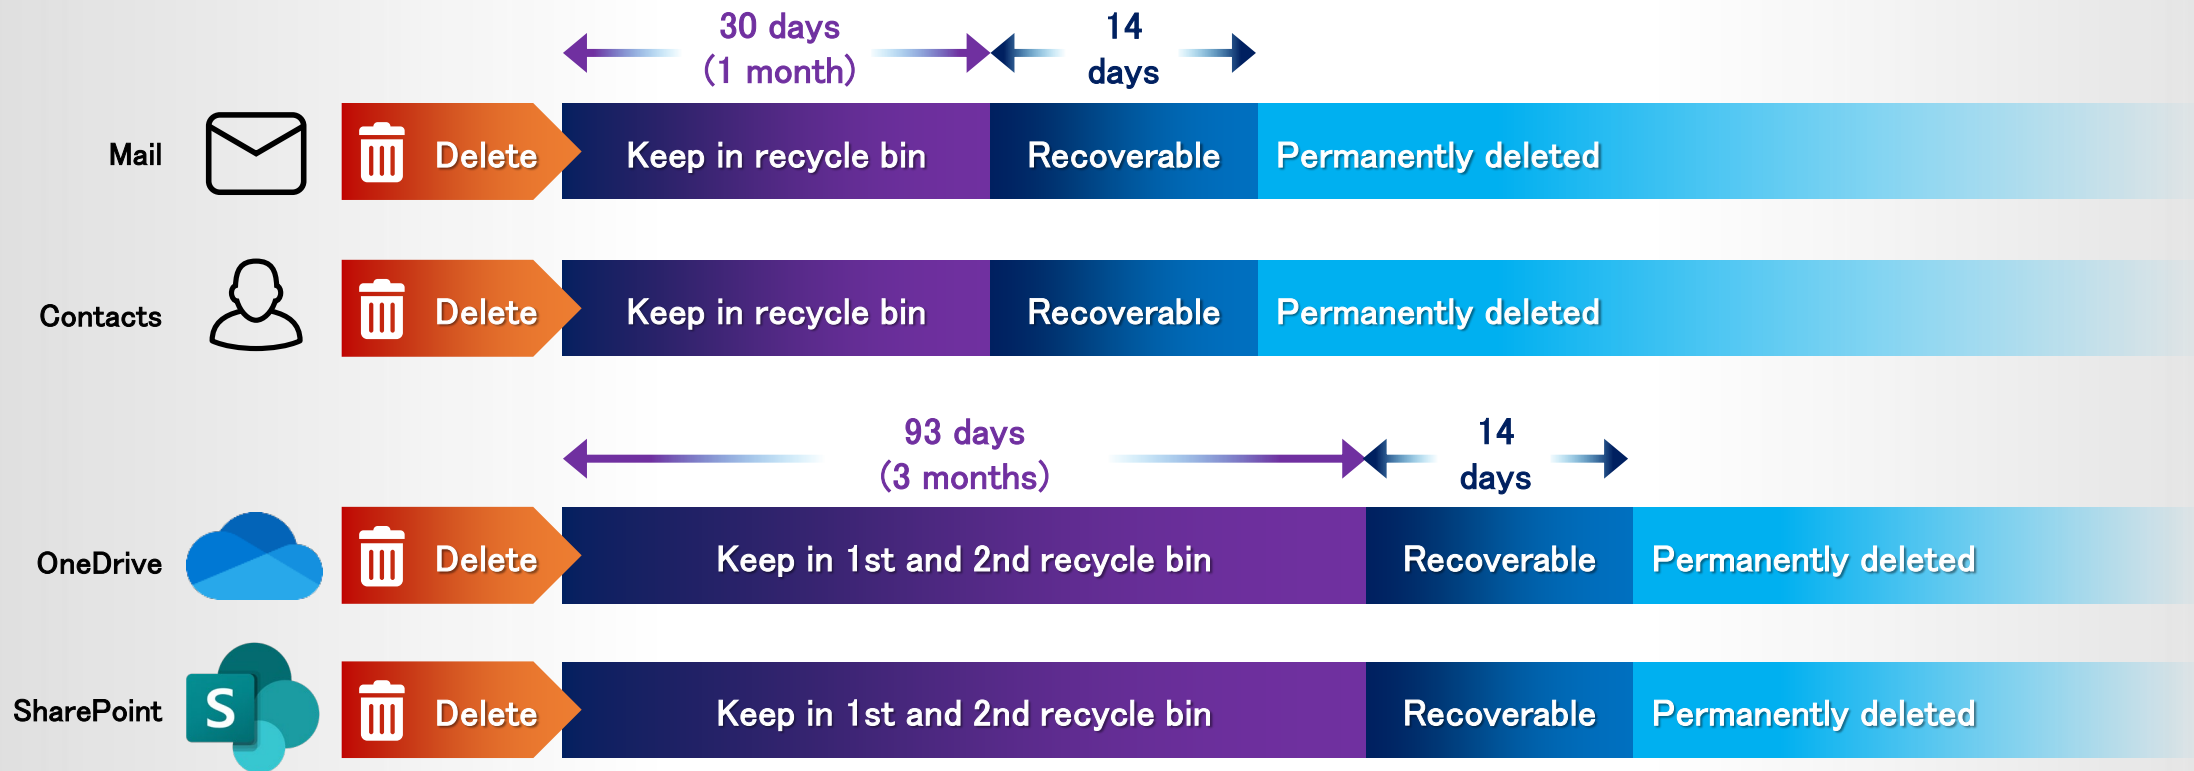 30 days
(1 month)
14
days
Mail
Delete
Keep in recycle bin
Recoverable
Permanently deleted
Contacts
Delete
Keep in recycle bin
Recoverable
Permanently deleted
93 days
(3 months)
14
days
OneDrive
Delete
Keep in 1st and 2nd recycle bin
Recoverable
Permanently deleted
SharePoint
S
Delete
Keep in 1st and 2nd recycle bin
Recoverable
Permanently deleted